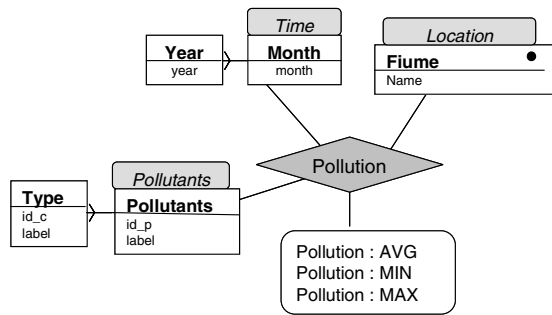 Time
Year
year
Month
month
Location
Fiume
Name
Pollution
Pollutants
Type
id_c
label
Pollutants
id_p
label
Pollution : AVG
Pollution : MIN
Pollution : MAX